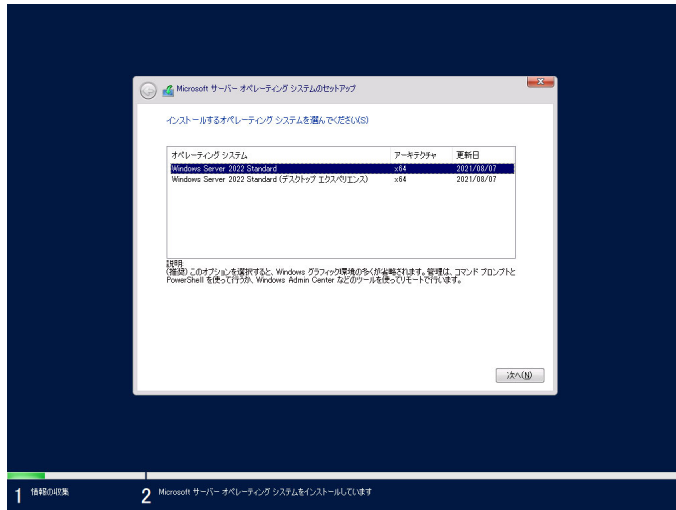 Microsoft サーバー オペレーティング システムのセットアップ
インストールするオペレーティング システムを選んでください(S)
オペレーティング システム アーキテクチャ 更新日
Windows Server 2022 Standard x64 2021/08/07
Windows Server 2022 Standard (デスクトップ エクスペリエンス) x64 2021/08/07
説明:
(推奨) このオプションを選択すると、Windows グラフィック環境の多くが省略されます。管理は、コマンド プロンプトと
PowerShell を使って行うか、Windows Admin Center などのツールを使ってリモートで行います。
次へ(N)
1 情報の収集 2 Microsoft サーバー オペレーティング システムをインストールしています